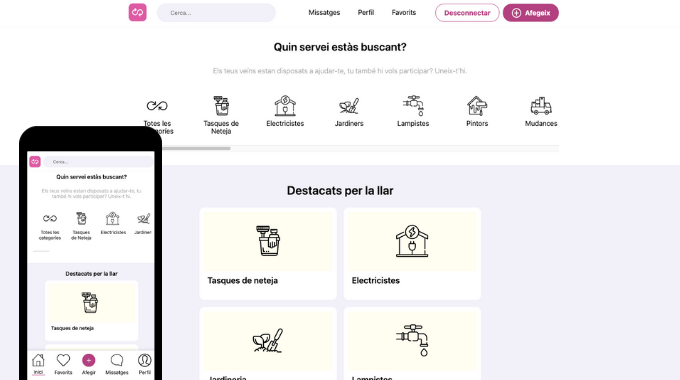 Cerca...
Missatges
Perfil
Favorits
Desconnectar
Afegeix
Quin servei estàs buscant?
Els teus veïns estan disposats a ajudar-te, tu també hi vols participar? Uneix-t'hi.
Totes les
Tasques de
Neteja
Electricistes
Jardiners
Lampistes
Pintors
Mudances
Destacats per la llar
Tasques de neteja
Electricistes
Jardineria
Lampistes
Cerca...
Quin servei estàs buscant?
Els teus veïns estan disposats a ajudar-te, tu
també hi vols participar? Uneix-t'hi.
Totes les
categories
Tasques
de Neteja
Electricistes
Jardiner
Destacats per la llar
Tasques de neteja
Inici
Favorits
Afegir
Missatges
Perfil